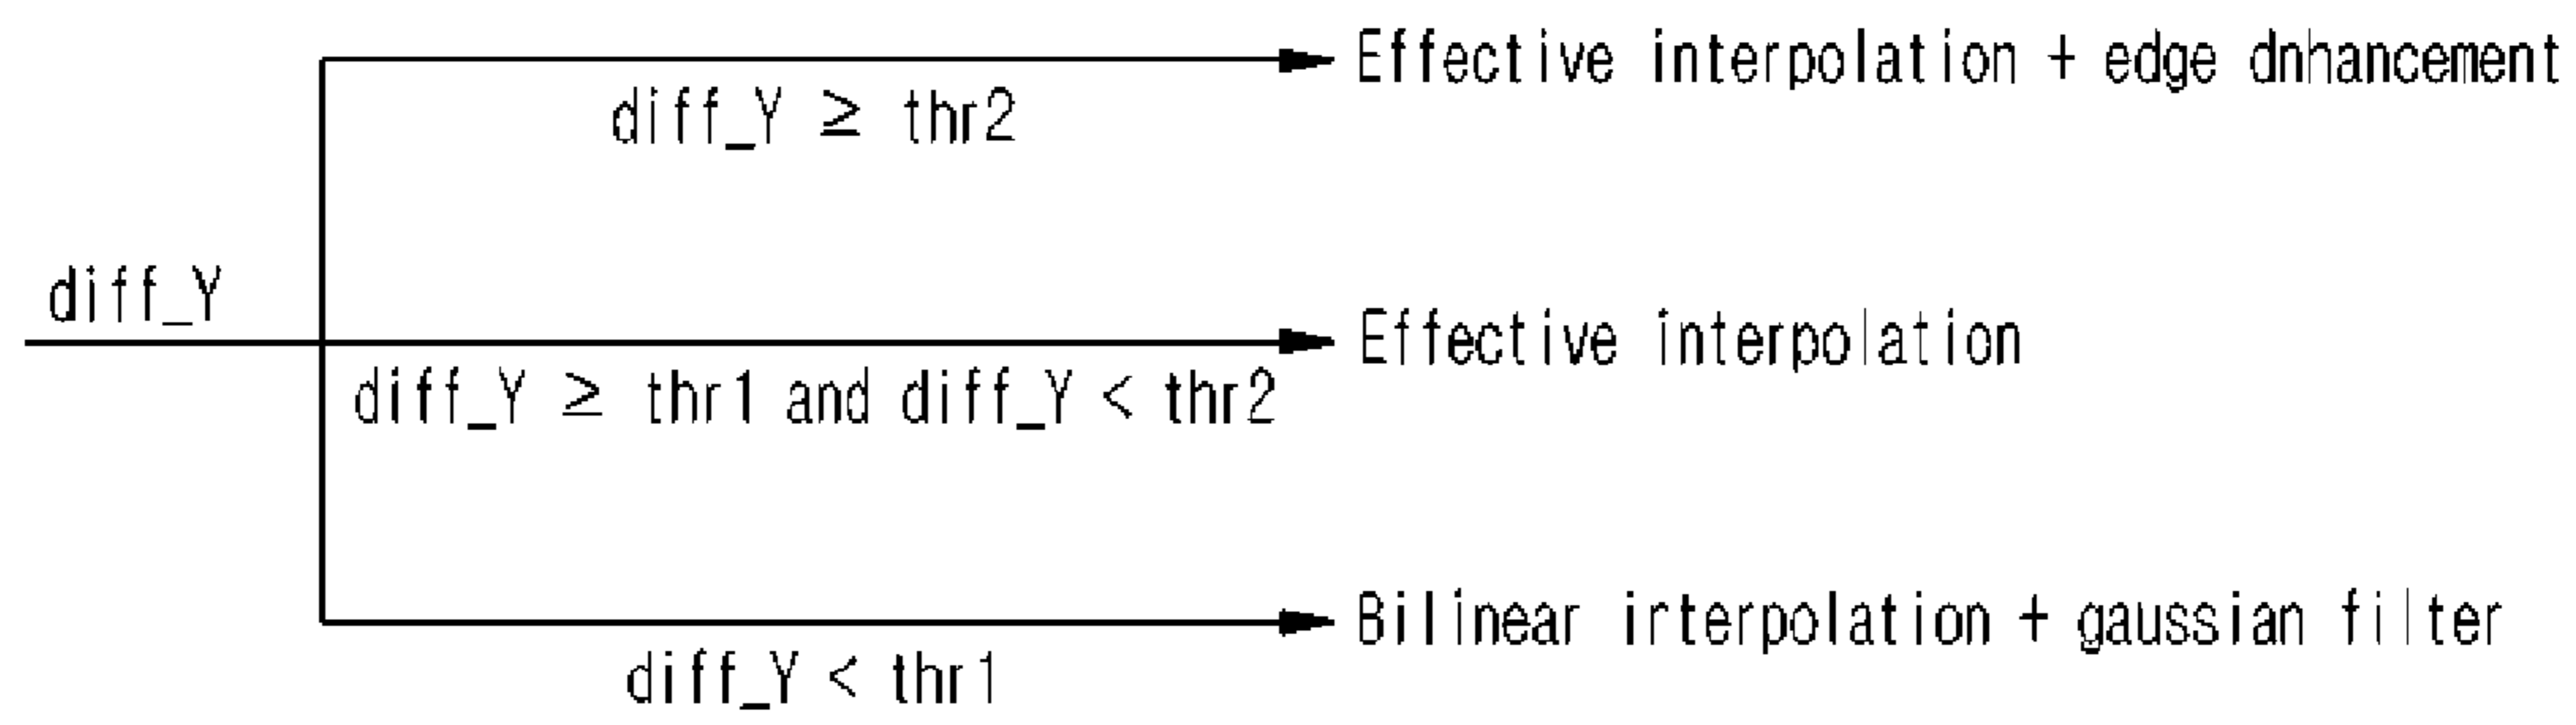 Effective interpolation + edge dnhancement
diff_Y ≥ thr2
diff_Y
Effective interpolation
diff_Y ≥ thr1 and diff_Y < thr2
Bilinear irterpolation + gaussian filter
diff_Y < thr1